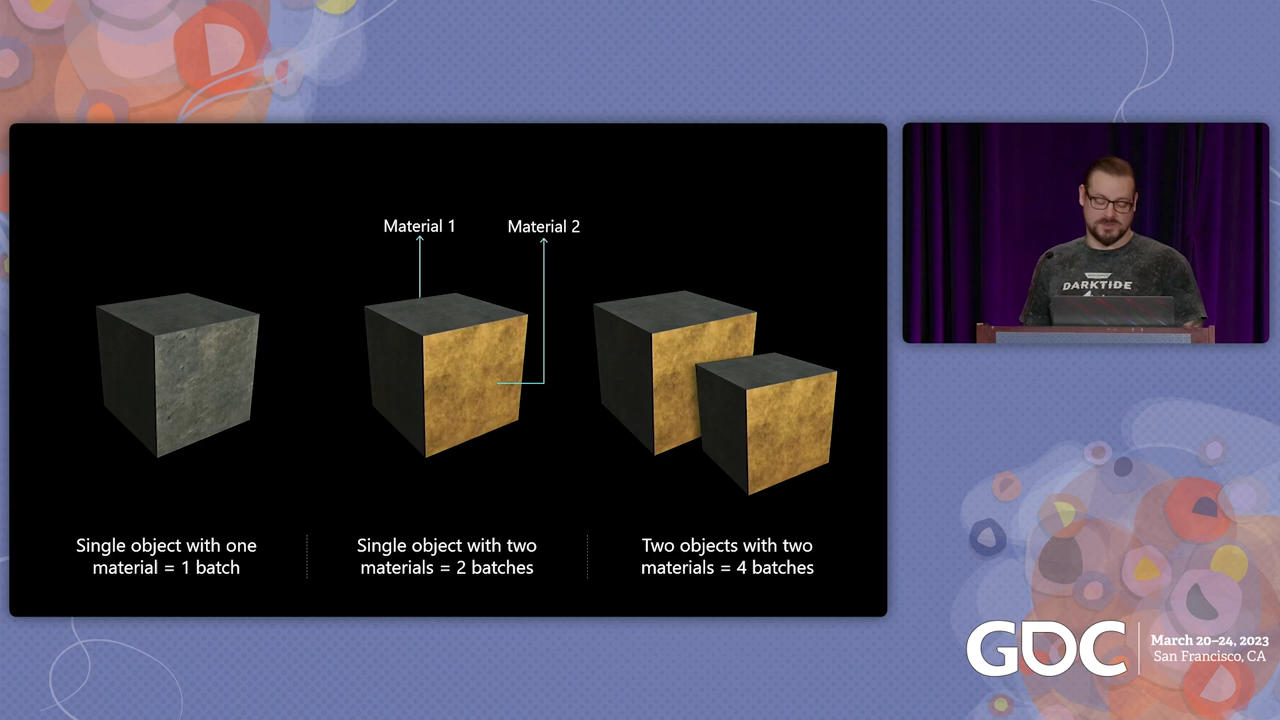 Material 1
Material 2
Single object with one
material = 1 batch
Single object with two
materials = 2 batches
Two objects with two
materials = 4 batches
DARKTIDE
GDC
March 20–24, 2023
San Francisco, CA